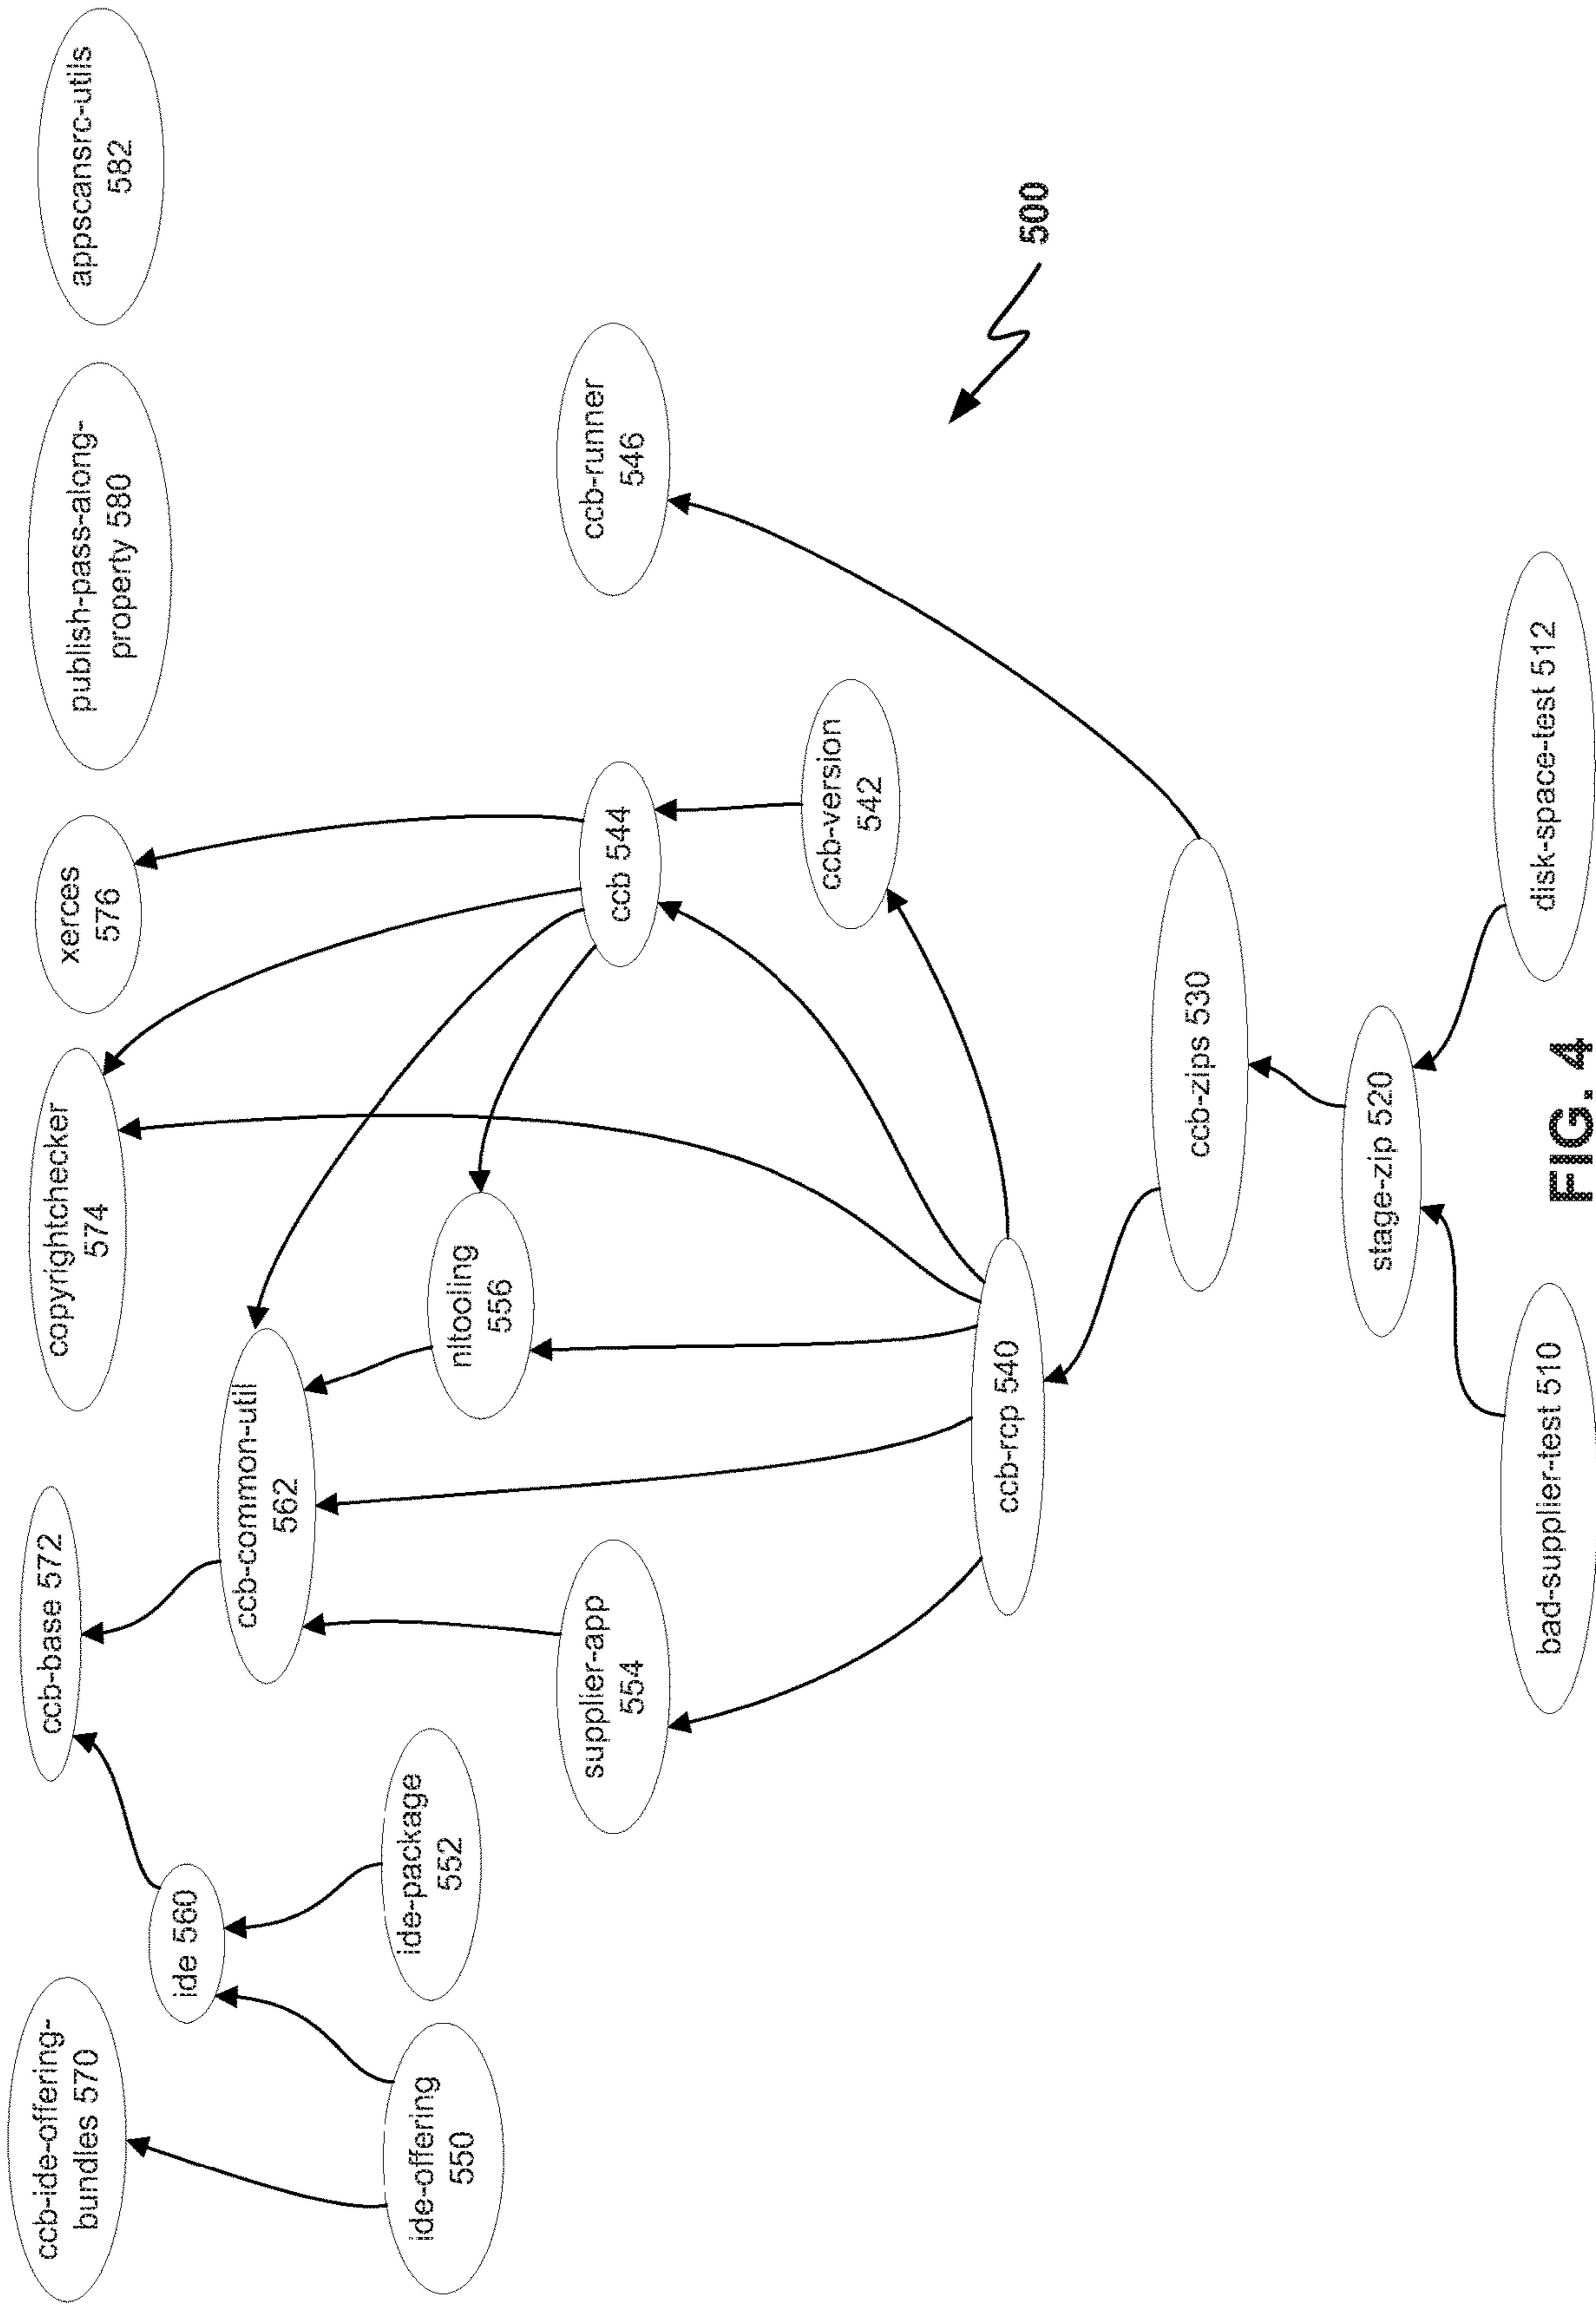 ccb-ide-offering-
bundles 570
ccb-base 572
copyrightchecker
574
xerces
576
publish-pass-along-
property 580
appscansrc-utils
582
ide 560
ccb-common-util
562
ide-offering
550
ide-package
552
nltooling
556
supplier-app
554
ccb 544
ccb-runner
546
ccb-version
542
ccb-rcp 540
500
ccb-zips 530
stage-zip 520
bad-supplier-test 510
disk-space-test 512
FIG. 4